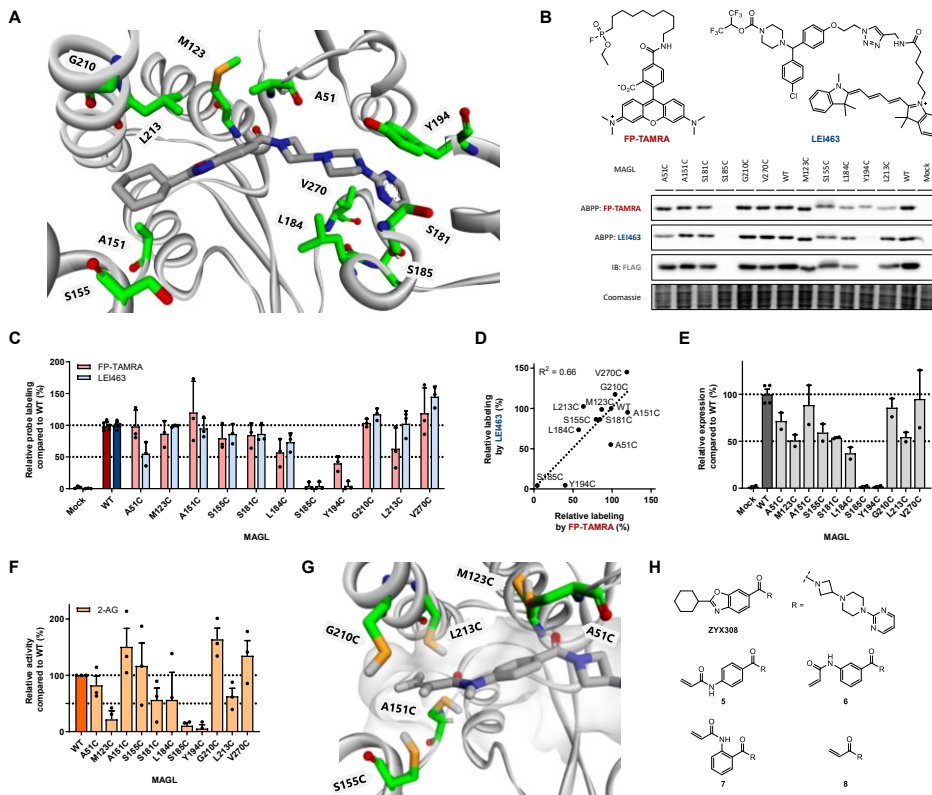 A
M123
G210
A51
L213
Y194
V270
A151
L184
S181
S185
S155
B
FP-TAMRA
LEI463
MAGL
A51C
A151C
S181C
S185C
G210C
V270C
WT
M123C
S155C
L184C
Y194C
L213C
WT
Mock
ABPP: FP-TAMRA
ABPP: LEI463
IB: FLAG
Coomassie
C
Relative probe labeling
compared to WT (%)
FP-TAMRA
LEI463
200
150
100
50
0
Mock
WT
A51C
M123C
A151C
S155C
S181C
L184C
S185C
Y194C
G210C
L213C
V270C
MAGL
D
Relative labeling
by LEI463 (%)
R² = 0.66
150
100
50
0
V270C
G210C
L213C
M123C
WT
A151C
S155C
S181C
L184C
A51C
S185C
Y194C
0
50
100
150
Relative labeling
by FP-TAMRA (%)
E
Relative expression
compared to WT (%)
150
100
50
0
Mock
WT
A51C
M123C
A151C
S155C
S181C
L184C
S185C
Y194C
G210C
L213C
V270C
MAGL
F
Relative activity
compared to WT (%)
2-AG
200
150
100
50
0
WT
A51C
M123C
A151C
S155C
S181C
L184C
S185C
Y194C
G210C
L213C
V270C
MAGL
G
M123C
G210C
L213C
A51C
A151C
S155C
H
ZYX308
R =
5
6
7
8